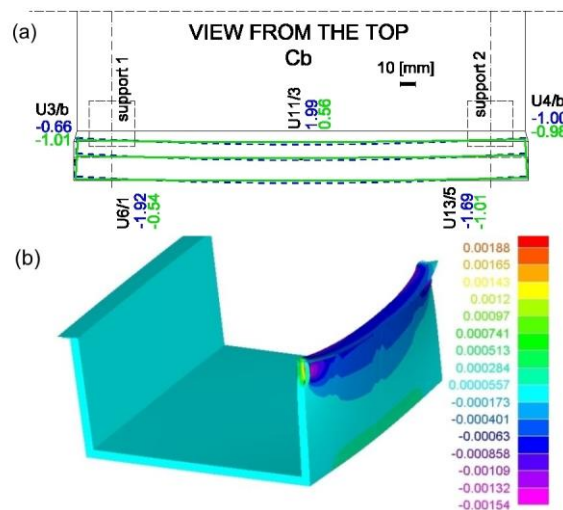 (a)
VIEW FROM THE TOP
Cb
10 [mm]
support 1
support 2
U3/b
-0.66
-1.01
U11/3
1.99
0.56
U4/b
-1.00
-0.98
U6/1
-1.92
-0.54
U13/5
-1.69
-1.01
(b)
0.00188
0.00165
0.00143
0.0012
0.00097
0.000741
0.000513
0.000284
0.0000557
-0.000173
-0.000401
-0.00063
-0.000858
-0.00109
-0.00132
-0.00154